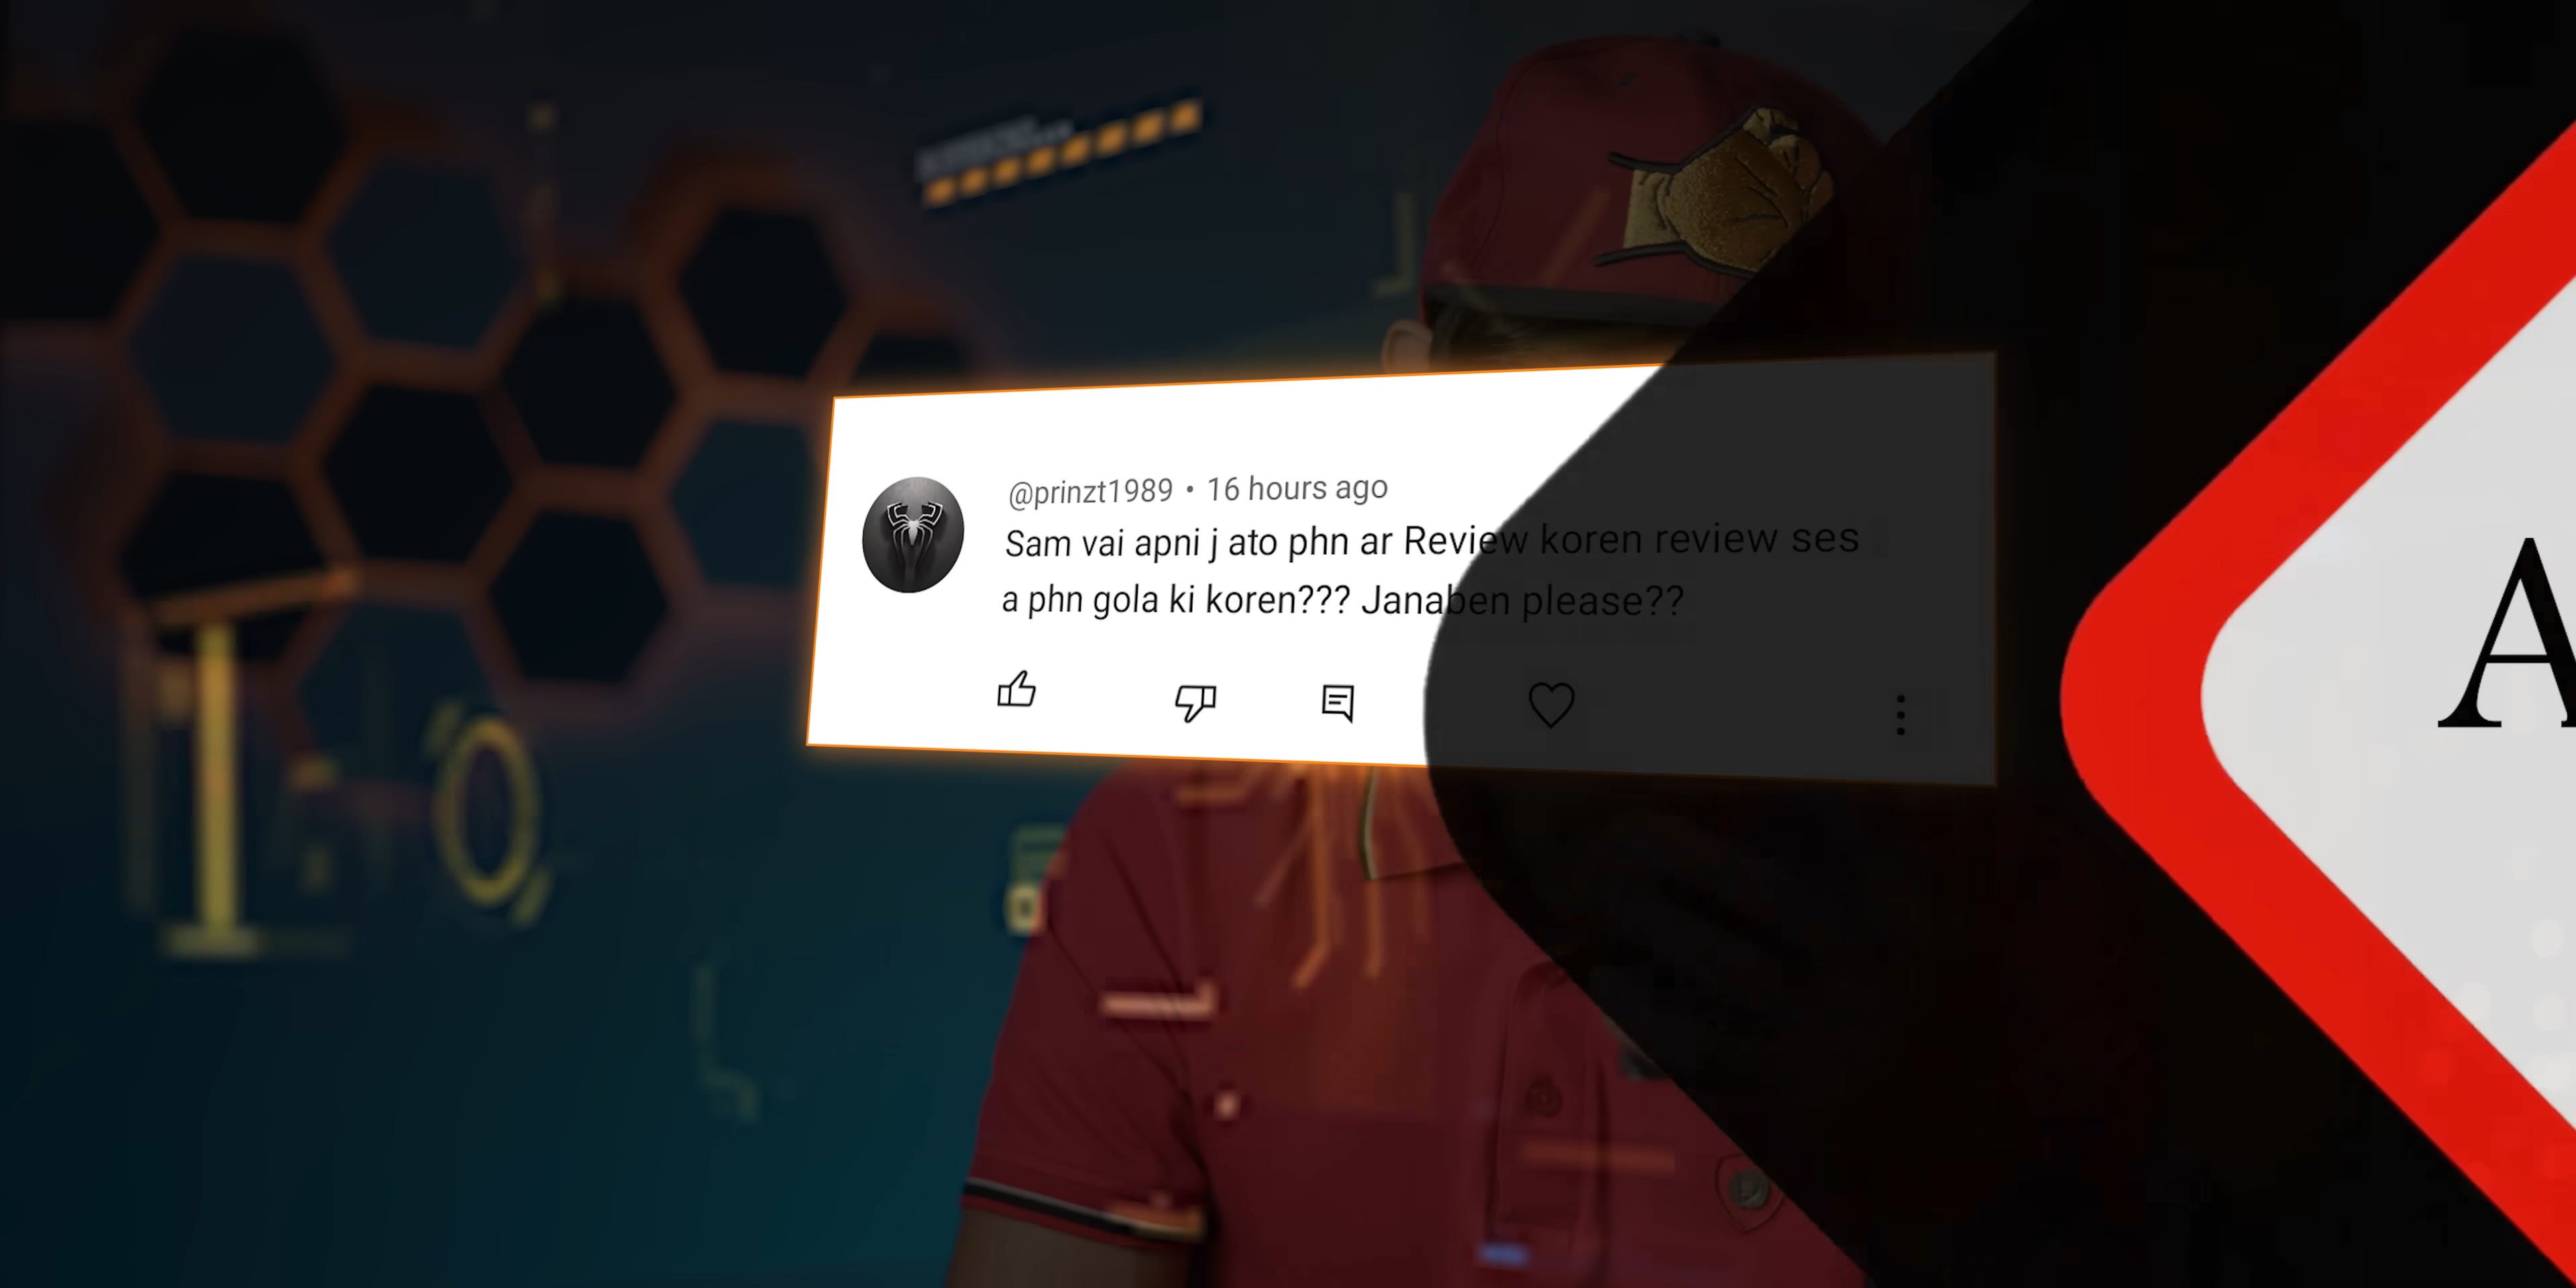 @prinzt1989 • 16 hours ago
Sam vai apni j ato phn ar Review koren review ses
a phn gola ki koren??? Janaben please??
A